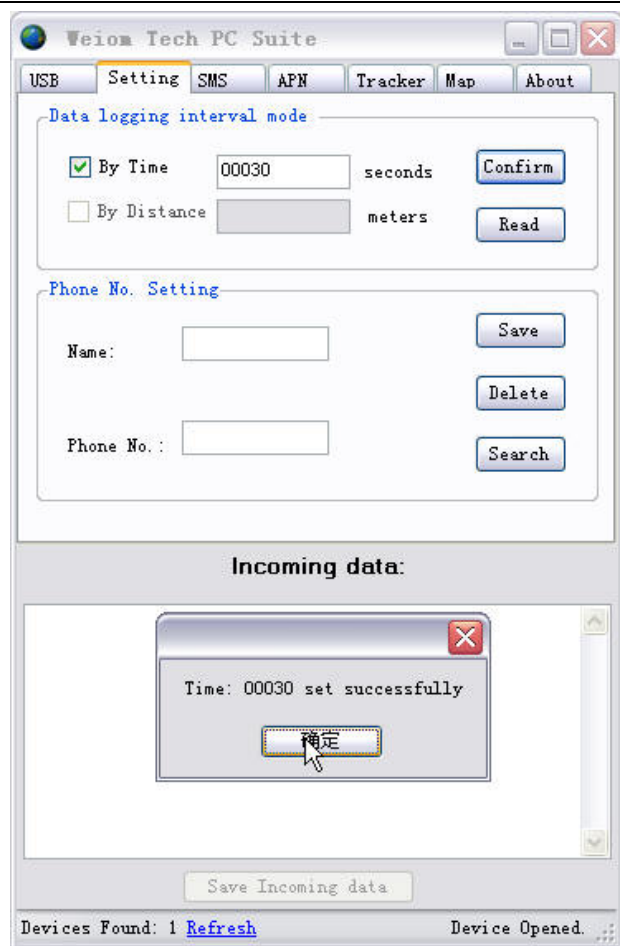 Weiom Tech PC Suite
USB Setting SMS APN Tracker Map About
Data logging interval mode
By Time 00030 seconds Confirm
By Distance meters Read
Phone No. Setting
Save
Name:
Delete
Phone No.:
Search
Incoming data:
Time: 00030 set successfully
确定
Save Incoming data
Devices Found: 1 Refresh Device Opened.